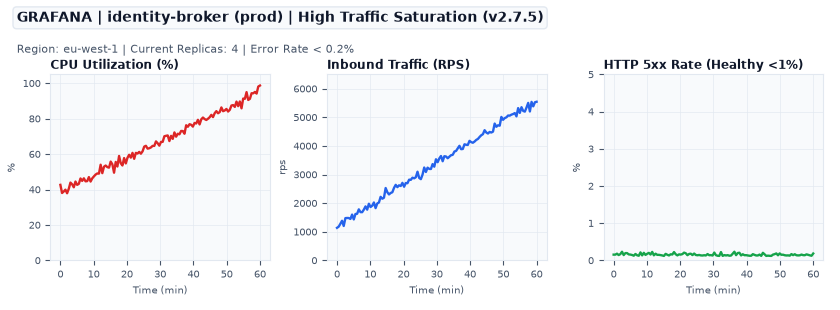 GRAFANA | identity-broker (prod) | High Traffic Saturation (v2.7.5)
Region: eu-west-1 | Current Replicas: 4 | Error Rate < 0.2%
CPU Utilization (%)
100
80
60
40
20
0
%
0 10 20 30 40 50 60
Time (min)
Inbound Traffic (RPS)
6000
5000
4000
3000
2000
1000
0
rps
0 10 20 30 40 50 60
Time (min)
HTTP 5xx Rate (Healthy <1%)
5
4
3
2
1
0
%
0 10 20 30 40 50 60
Time (min)